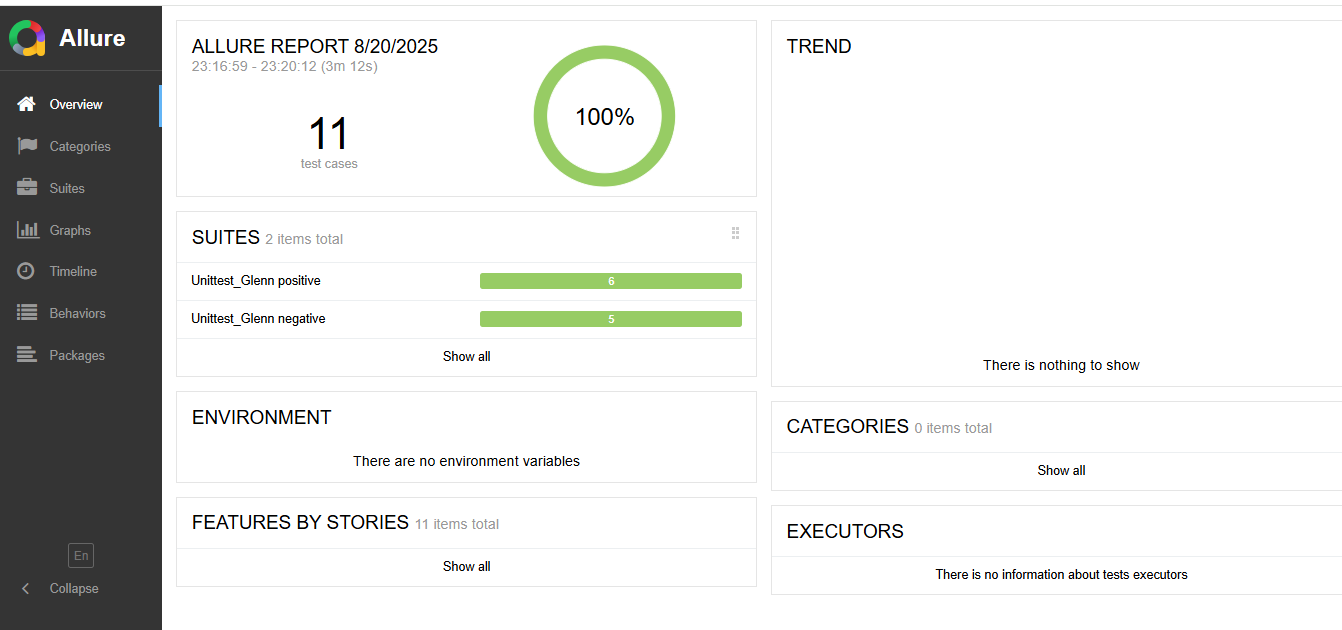 Allure
Overview
Categories
Suites
Graphs
Timeline
Behaviors
Packages
En
Collapse
ALLURE REPORT 8/20/2025
23:16:59 - 23:20:12 (3m 12s)
11
test cases
100%
SUITES 2 items total
Unittest_Glenn positive 6
Unittest_Glenn negative 5
Show all
ENVIRONMENT
There are no environment variables
FEATURES BY STORIES 11 items total
Show all
TREND
There is nothing to show
CATEGORIES 0 items total
Show all
EXECUTORS
There is no information about tests executors